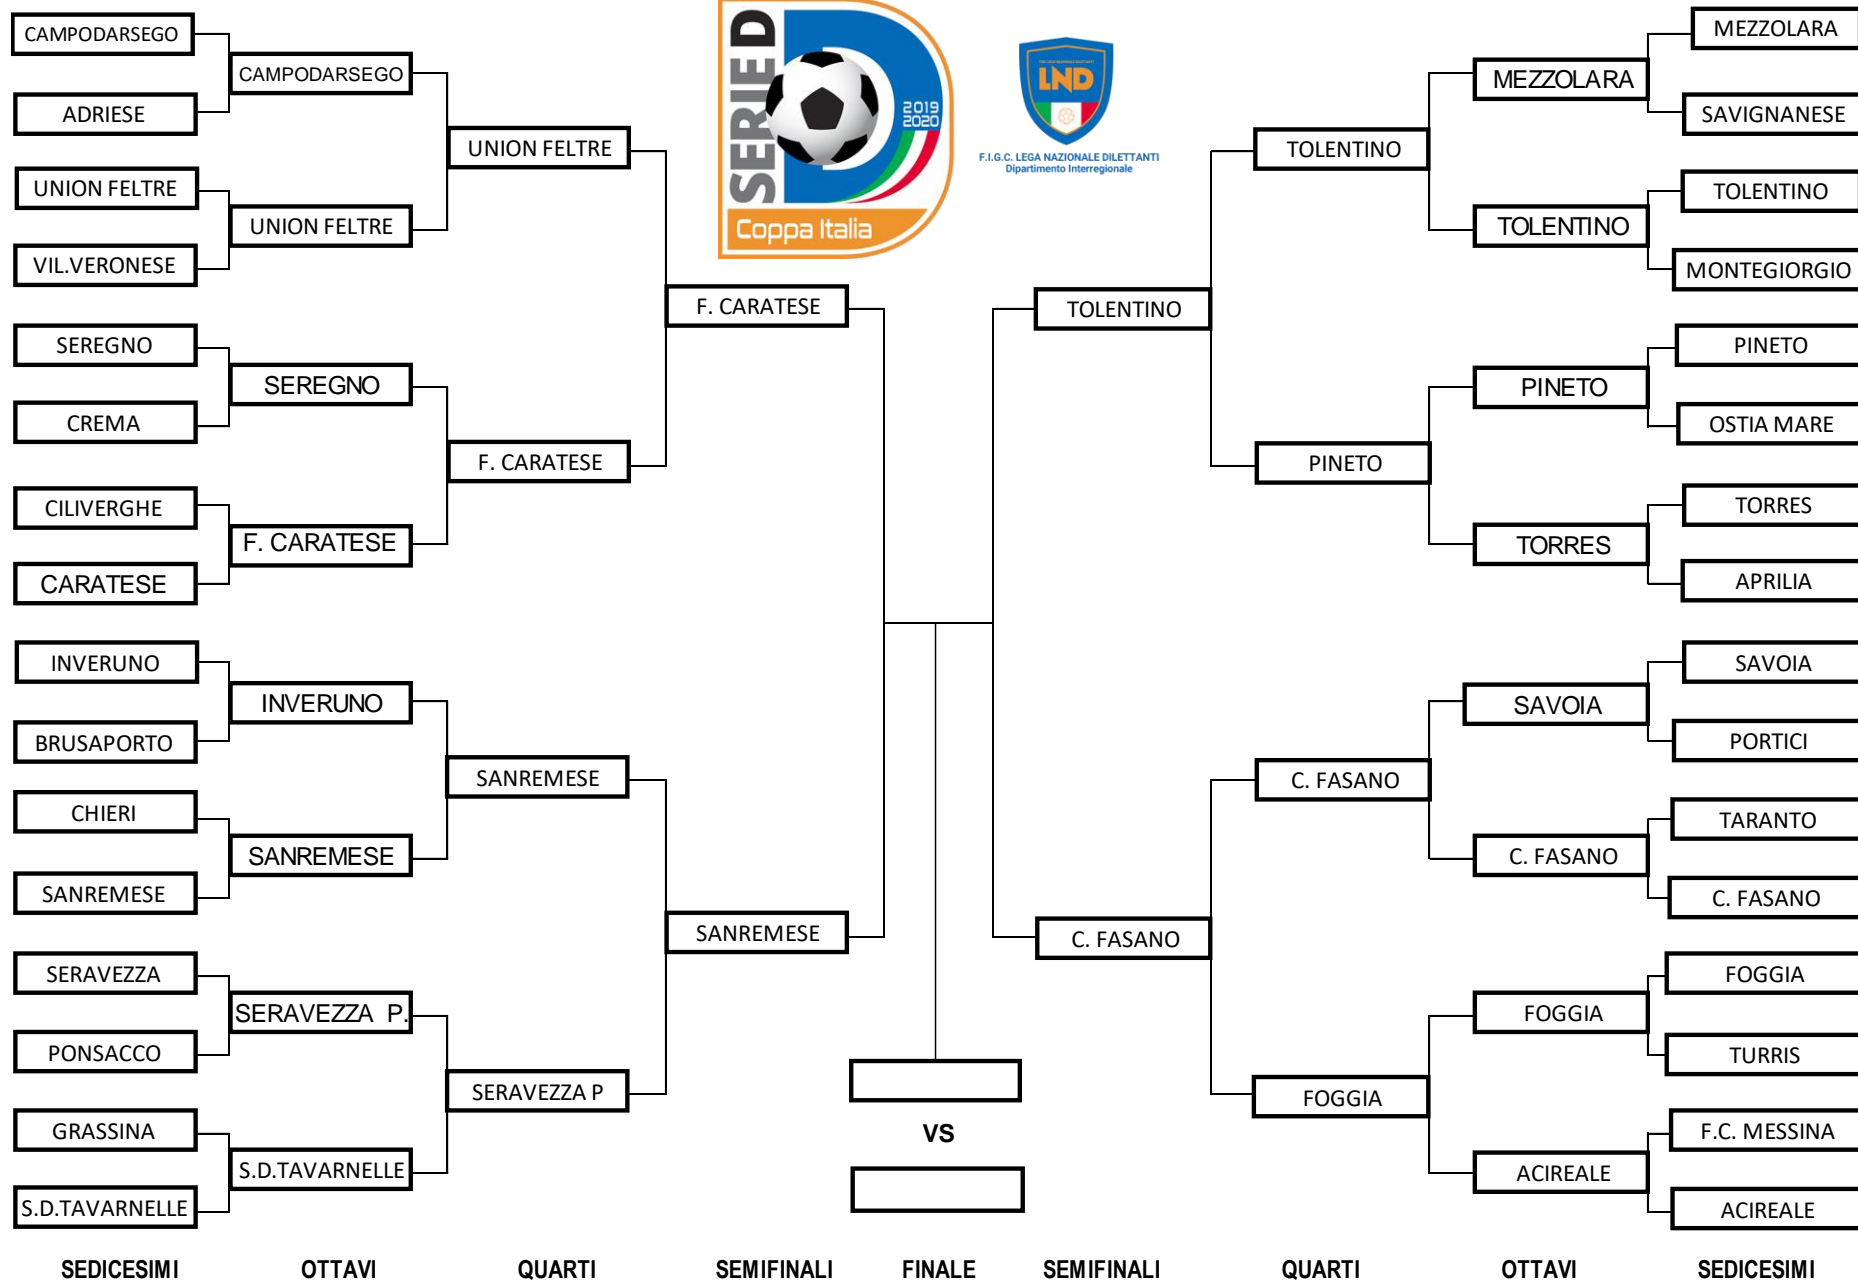 SERIE D
2019
2020
Coppa Italia
LND
F.I.G.C. LEGA NAZIONALE DILETTANTI
Dipartimento Interregionale
CAMPODARSEGO
ADRIESE
UNION FELTRE
VIL.VERONESE
SEREGNO
CREMA
CILIVERGHE
CARATESE
INVERUNO
BRUSAPORTO
CHIERI
SANREMESE
SERAVEZZA
PONSACCO
GRASSINA
S.D.TAVARNELLE
CAMPODARSEGO
UNION FELTRE
SEREGNO
F. CARATESE
INVERUNO
SANREMESE
SERAVEZZA P.
S.D.TAVARNELLE
UNION FELTRE
F. CARATESE
SANREMESE
SERAVEZZA P
F. CARATESE
SANREMESE
VS
TOLENTINO
C. FASANO
TOLENTINO
PINETO
C. FASANO
FOGGIA
MEZZOLARA
TOLENTINO
PINETO
TORRES
SAVOIA
C. FASANO
FOGGIA
ACIREALE
MEZZOLARA
SAVIGNANESE
TOLENTINO
MONTEGIORGIO
PINETO
OSTIA MARE
TORRES
APRILIA
SAVOIA
PORTICI
TARANTO
C. FASANO
FOGGIA
TURRIS
F.C. MESSINA
ACIREALE
SEDICESIMI OTTAVI QUARTI SEMIFINALI FINALE SEMIFINALI QUARTI OTTAVI SEDICESIMI